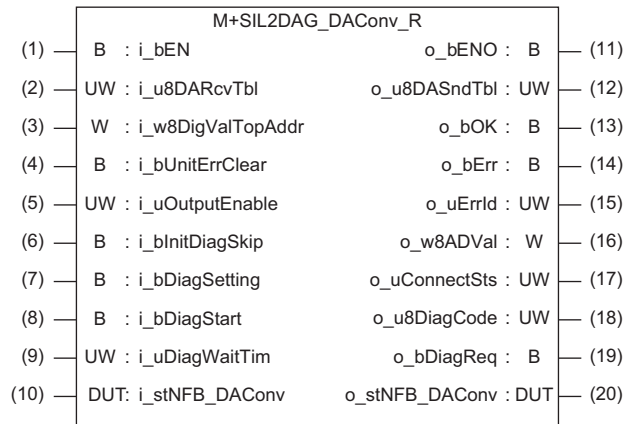 M+SIL2DAG_DAConv_R
(1) B : i_bEN o_bENO : B (11)
(2) UW : i_u8DARcvTbl o_u8DASndTbl : UW (12)
(3) W : i_w8DigValTopAddr o_bOK : B (13)
(4) B : i_bUnitErrClear o_bErr : B (14)
(5) UW : i_uOutputEnable o_uErrId : UW (15)
(6) B : i_bInitDiagSkip o_w8ADVal : W (16)
(7) B : i_bDiagSetting o_uConnectSts : UW (17)
(8) B : i_bDiagStart o_u8DiagCode : UW (18)
(9) UW : i_uDiagWaitTim o_bDiagReq : B (19)
(10) DUT: i_stNFB_DAConv o_stNFB_DAConv : DUT (20)